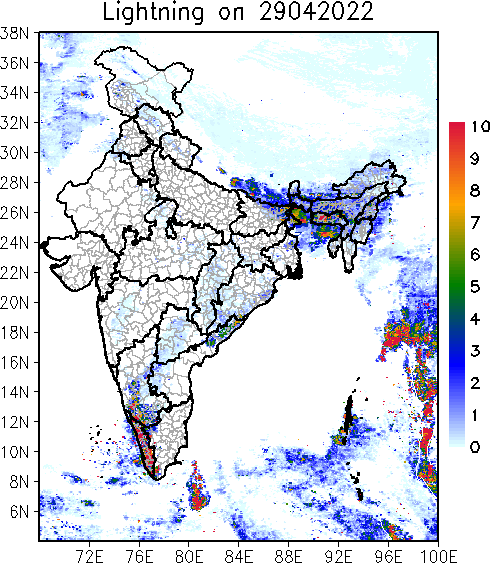 Lightning on 29042022
38N
36N
34N
32N
30N
28N
26N
24N
22N
20N
18N
16N
14N
12N
10N
8N
6N
72E 76E 80E 84E 88E 92E 96E 100E
10
9
8
7
6
5
4
3
2
1
0